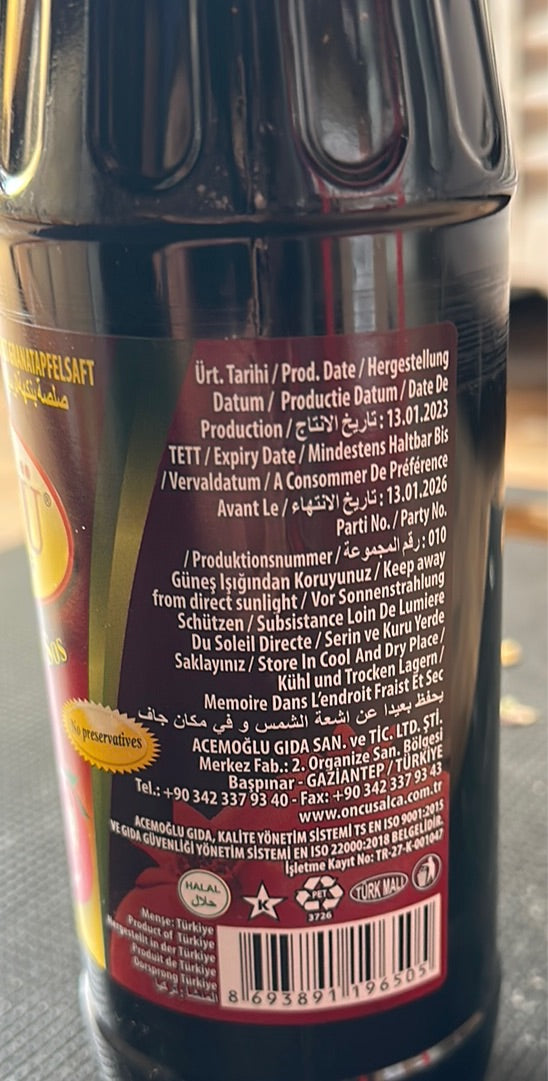 GRANATAPFELSAFT
Ü®
Sos
No preservatives
Ürt. Tarihi / Prod. Date / Hergestellung
Datum / Productie Datum / Date De
Production / تاريخ الانتاج : 13.01.2023
TETT / Expiry Date / Mindestens Haltbar Bis
/ Vervaldatum / A Consommer De Préférence
Avant Le / تاريخ الانتهاء : 13.01.2026
Parti No. / Party No.
/ Produktionsnummer / رقم المجموعة : 010
Güneş Işığından Koruyunuz / Keep away
from direct sunlight / Vor Sonnenstrahlung
Schützen / Subsistance Loin De Lumiere
Du Soleil Directe / Serin ve Kuru Yerde
Saklayınız / Store In Cool And Dry Place /
Kühl und Trocken Lagern /
Memoire Dans L'endroit Fraist Et Sec
يحفظ بعيدا عن اشعة الشمس و في مكان جاف
ACEMOĞLU GIDA SAN. ve TİC. LTD. ŞTİ.
Merkez Fab.: 2. Organize San. Bölgesi
Başpınar - GAZİANTEP / TÜRKİYE
Tel.: +90 342 337 93 40 - Fax: +90 342 337 93 43
www.oncusalca.com.tr
ACEMOĞLU GIDA, KALİTE YÖNETİM SİSTEMİ TS EN ISO 9001:2015
VE GIDA GÜVENLİĞİ YÖNETİM SİSTEMİ EN ISO 22000:2018 BELGELİDİR.
İşletme Kayıt No: TR-27-K-001047
HALAL
حلال
K
PET
3726
TÜRK MALI
Menşe: Türkiye
Product of Türkiye
Hergestellt in der Türkiye
Produit de Türkiye
Oorsprong Türkiye
المنشأ : تركيا
8 693891 196505